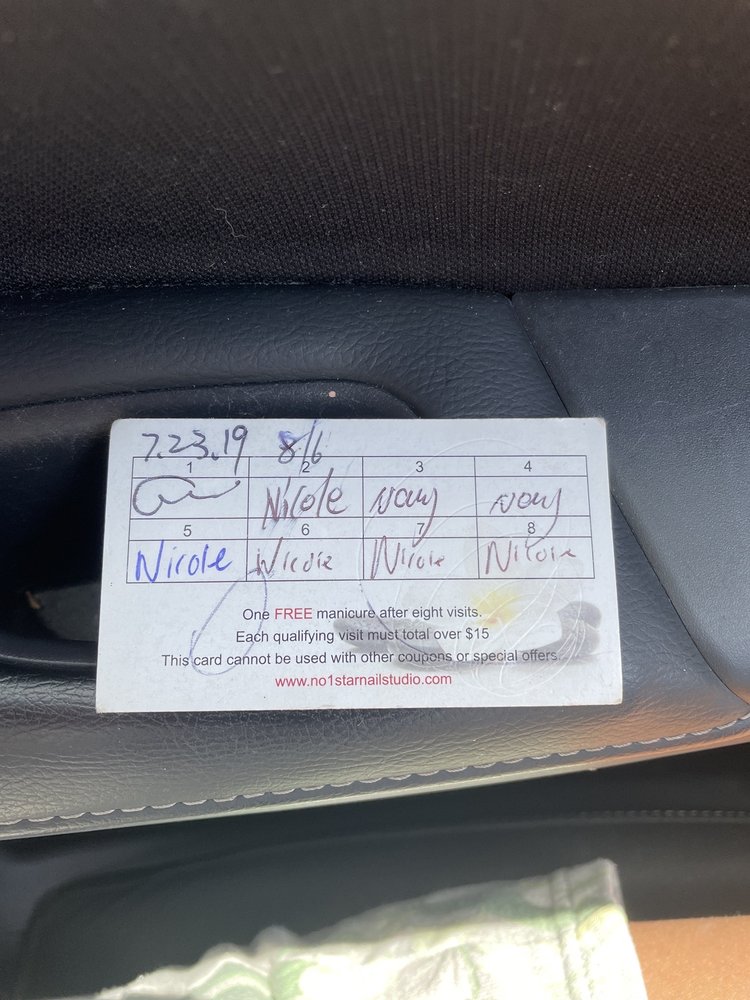 7.23.19 8/6
1 2 3 4
Nicole Nouy Nouy
5 6 7 8
Nicole Nicole Nicole Nicole
One FREE manicure after eight visits.
Each qualifying visit must total over $15
This card cannot be used with other coupons or special offers.
www.no1starnailstudio.com